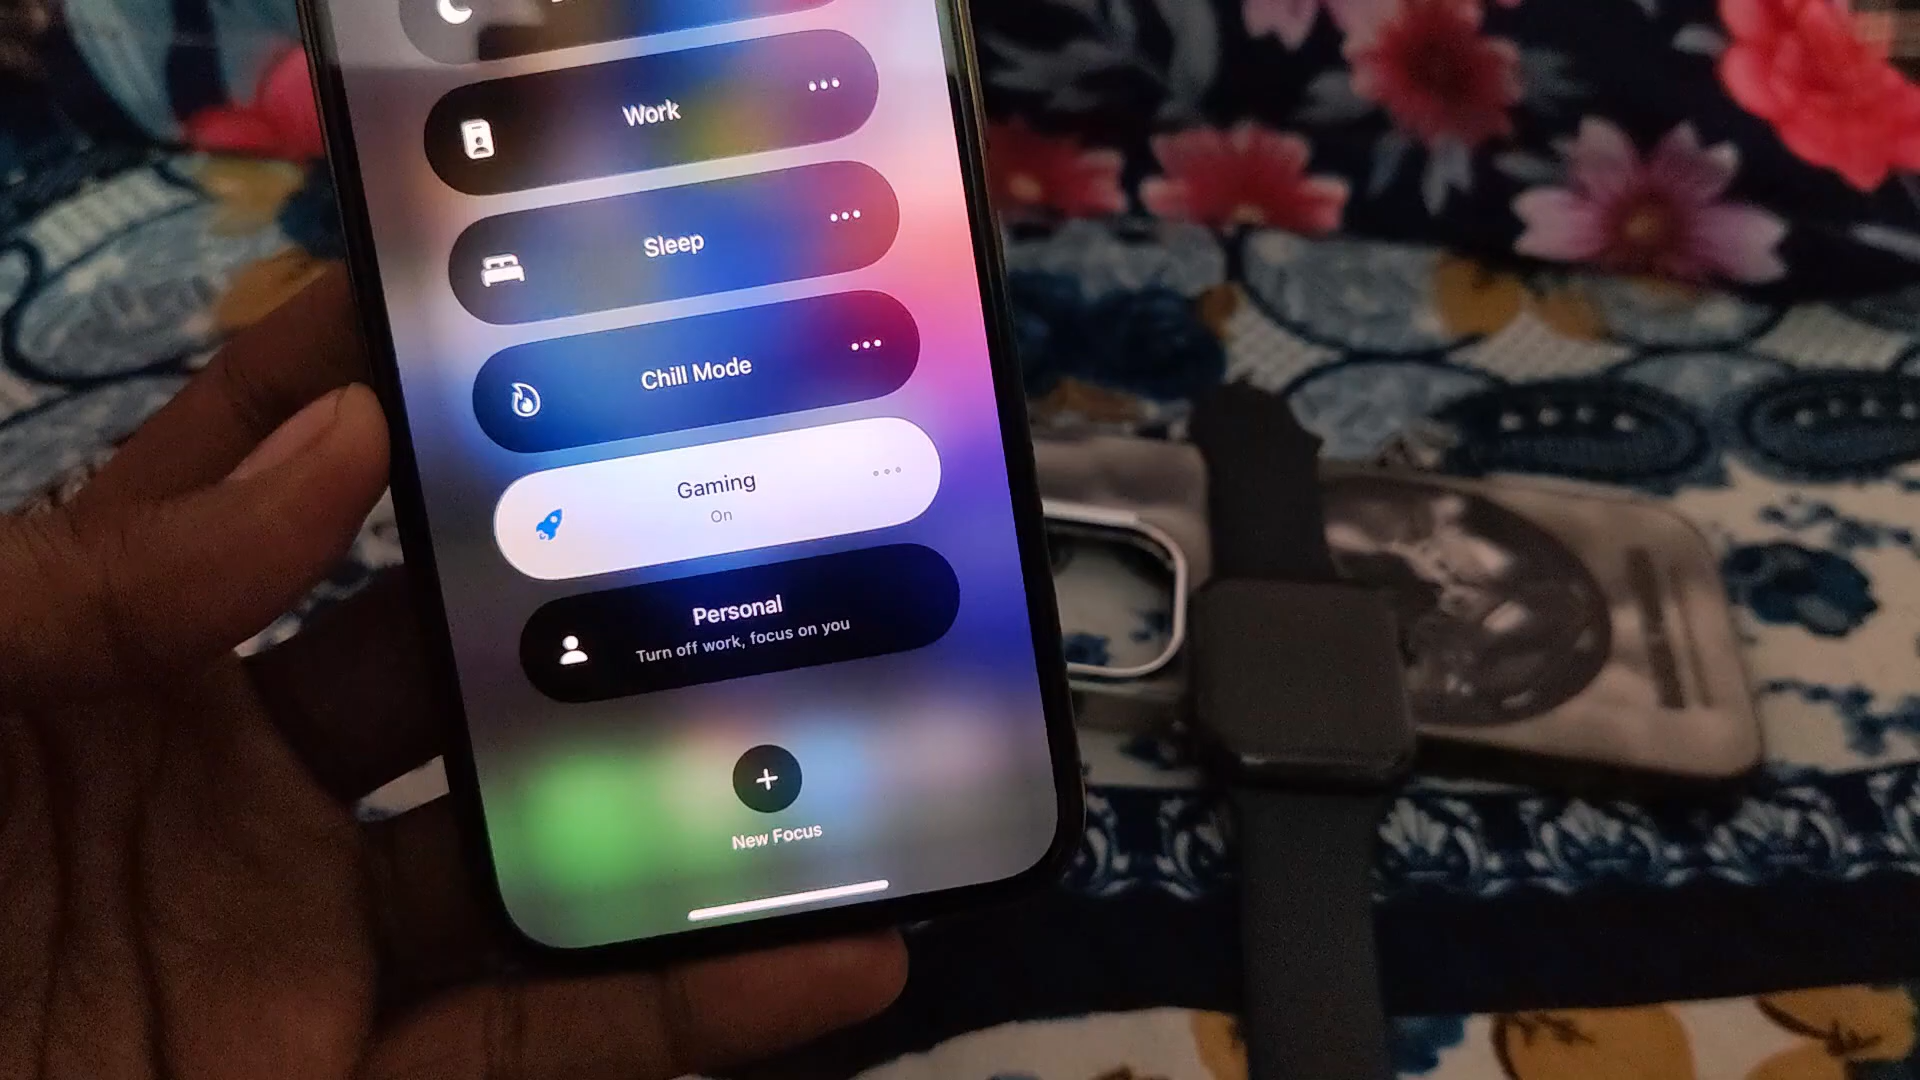 Work
Sleep
Chill Mode
Gaming
On
Personal
Turn off work, focus on you
New Focus